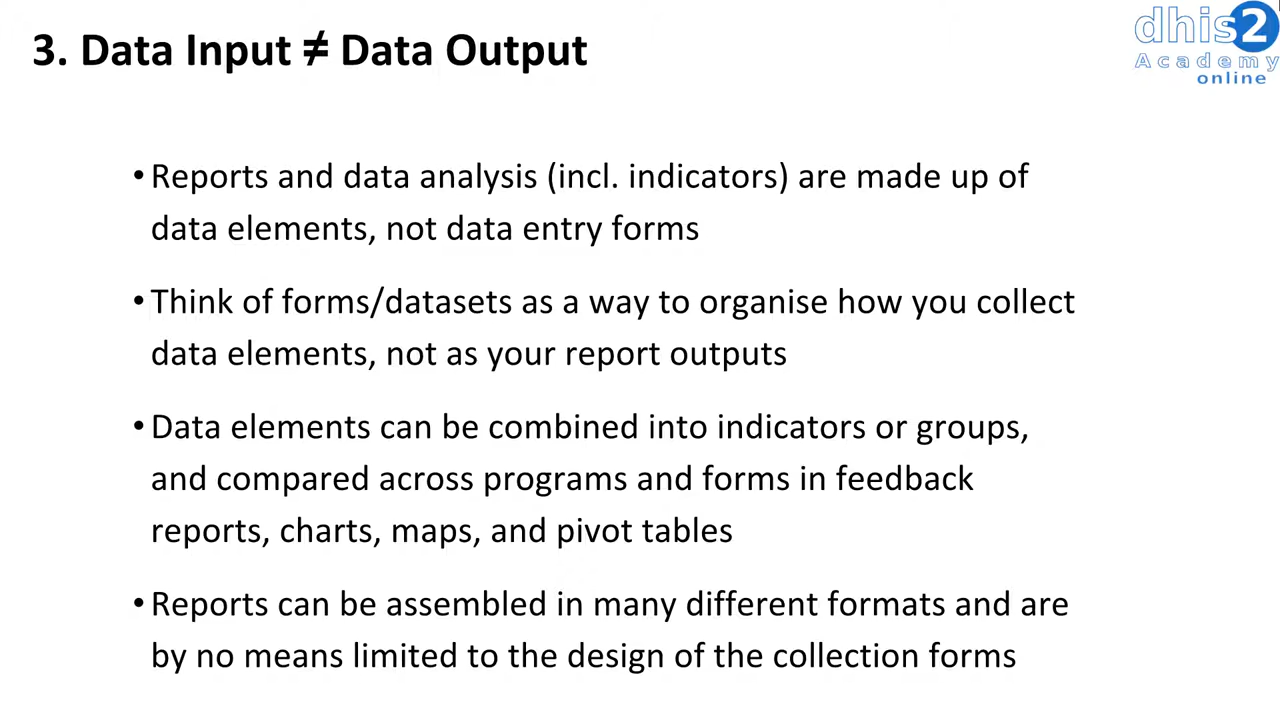 3. Data Input ≠ Data Output
dhis2
Academy
online
•Reports and data analysis (incl. indicators) are made up of
data elements, not data entry forms
•Think of forms/datasets as a way to organise how you collect
data elements, not as your report outputs
•Data elements can be combined into indicators or groups,
and compared across programs and forms in feedback
reports, charts, maps, and pivot tables
•Reports can be assembled in many different formats and are
by no means limited to the design of the collection forms